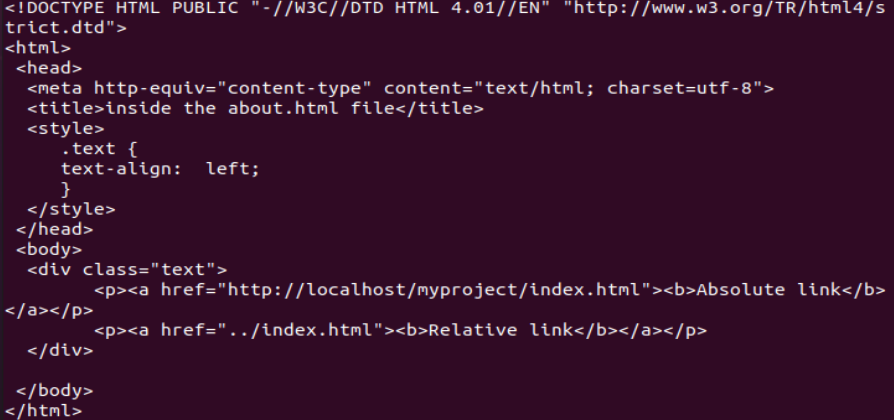 <!DOCTYPE HTML PUBLIC "-//W3C//DTD HTML 4.01//EN" "http://www.w3.org/TR/html4/s
trict.dtd">
<html>
 <head>
  <meta http-equiv="content-type" content="text/html; charset=utf-8">
  <title>inside the about.html file</title>
  <style>
     .text {
     text-align:  left;
     }
  </style>
 </head>
 <body>
  <div class="text">
        <p><a href="http://localhost/myproject/index.html"><b>Absolute link</b>
</a></p>
        <p><a href="../index.html"><b>Relative link</b></a></p>
  </div>

 </body>
</html>